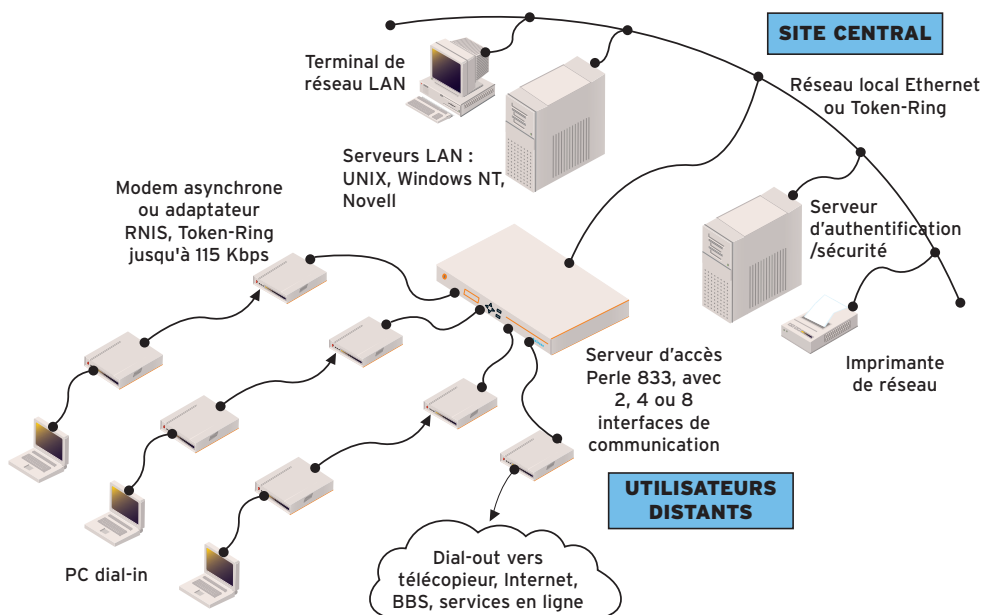 SITE CENTRAL
Terminal de
réseau LAN
Réseau local Ethernet
ou Token-Ring
Serveurs LAN :
UNIX, Windows NT,
Novell
Modem asynchrone
ou adaptateur
RNIS, Token-Ring
jusqu'à 115 Kbps
Serveur
d'authentification
/sécurité
Serveur d'accès
Perle 833, avec
2, 4 ou 8
interfaces de
communication
Imprimante
de réseau
UTILISATEURS
DISTANTS
PC dial-in
Dial-out vers
télécopieur, Internet,
BBS, services en ligne